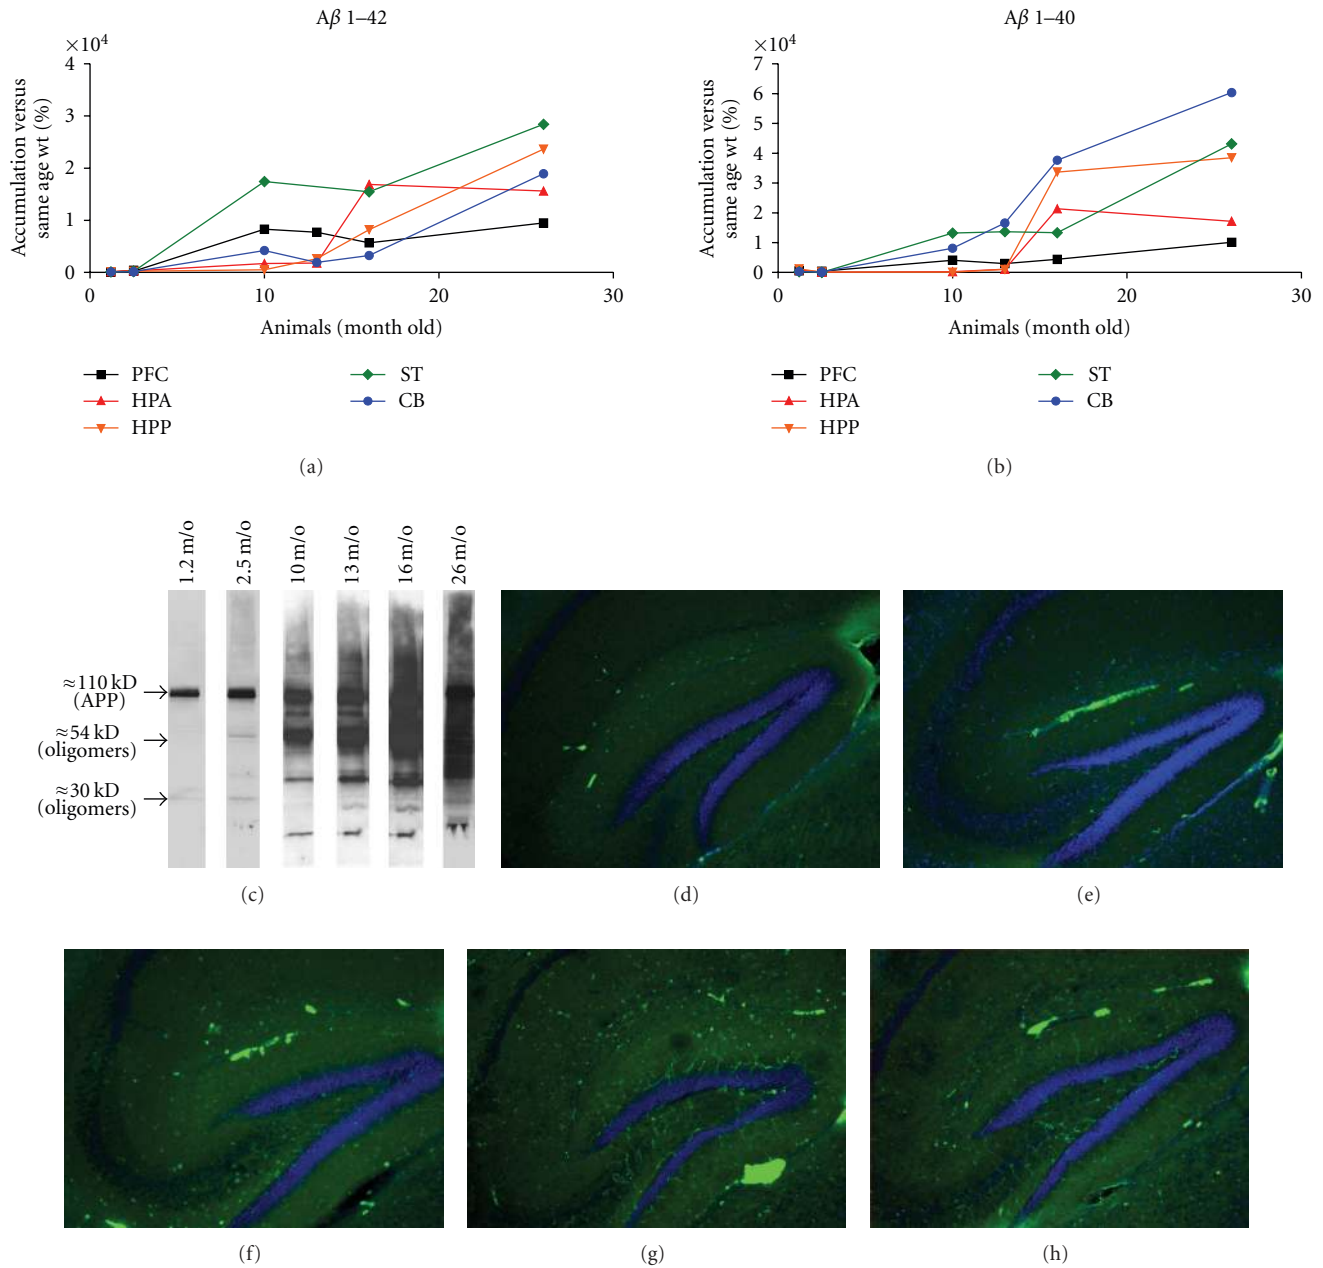 Aβ 1–42
×10⁴
Accumulation versus
same age wt (%)
4
3
2
1
0
0
10
20
30
Animals (month old)
PFC
HPA
HPP
ST
CB
(a)
Aβ 1–40
×10⁴
Accumulation versus
same age wt (%)
7
6
5
4
3
2
1
0
0
10
20
30
Animals (month old)
PFC
HPA
HPP
ST
CB
(b)
1.2 m/o
2.5 m/o
10 m/o
13 m/o
16 m/o
26 m/o
≈110 kD
(APP)
≈54 kD
(oligomers)
≈30 kD
(oligomers)
(c)
(d)
(e)
(f)
(g)
(h)